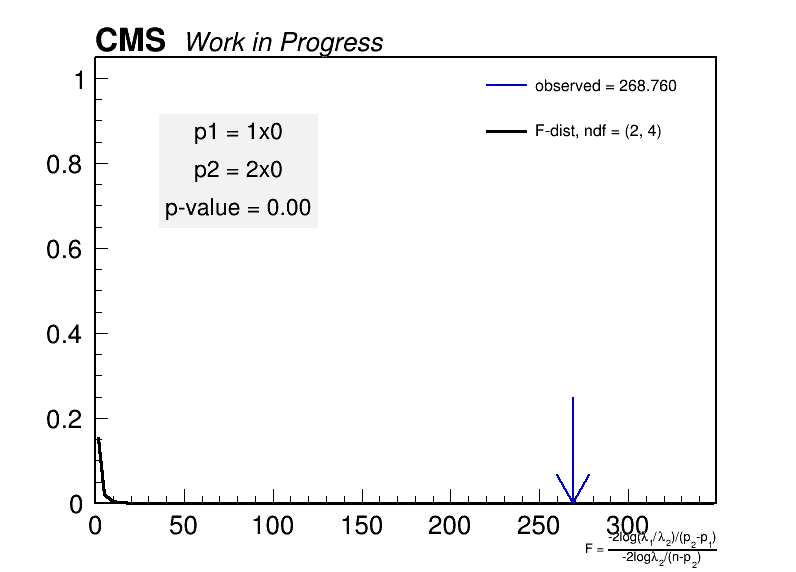 CMS Work in Progress
observed = 268.760
F-dist, ndf = (2, 4)
p1 = 1x0
p2 = 2x0
p-value = 0.00
1
0.8
0.6
0.4
0.2
0
0 50 100 150 200 250 300
F = -2log(λ1/λ2)/(p2-p1)
-2logλ2/(n-p2)